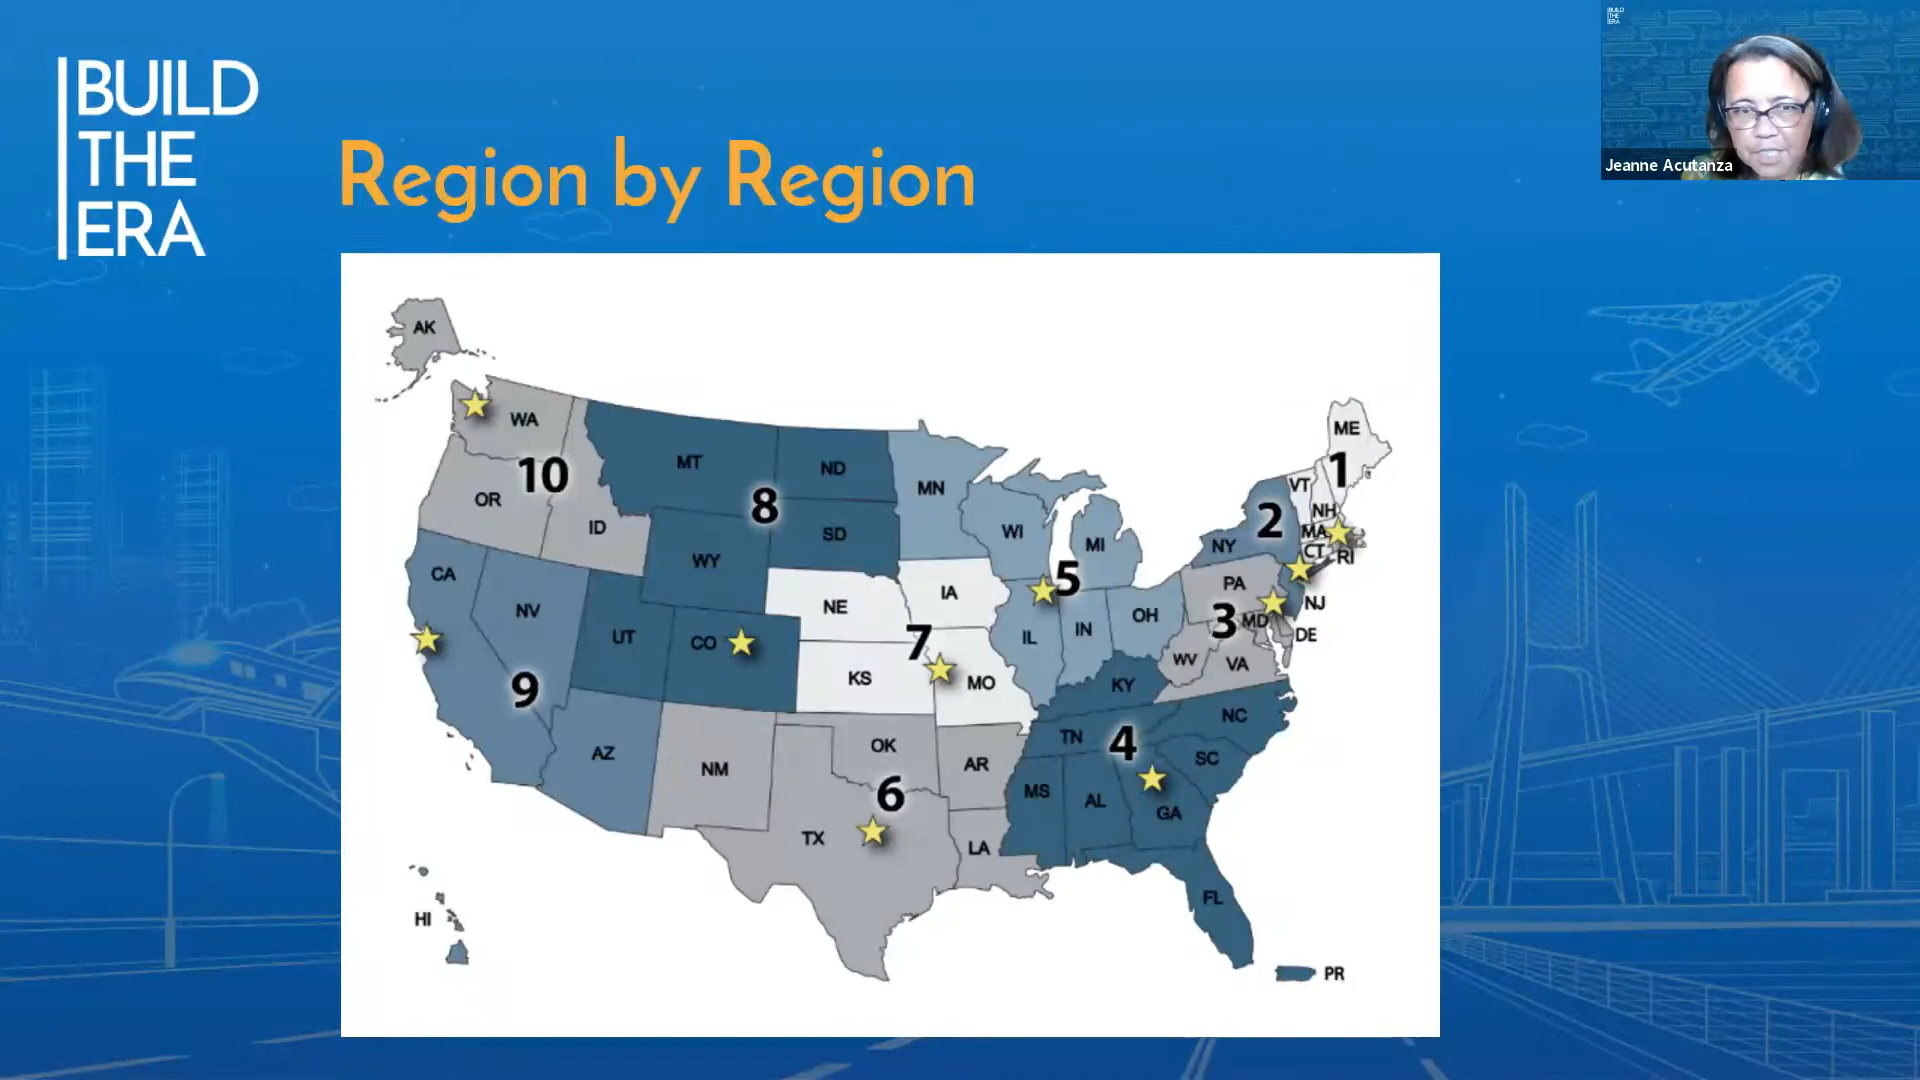 BUILD
THE
ERA
Region by Region
BUILD
THE
ERA
Jeanne Acutanza
AK
WA
10
OR
ID
MT
ND
8
SD
WY
MN
WI
MI
5
ME
1
VT
NH
2
MA
NY
CT
RI
CA
NV
UT
CO
9
AZ
NE
IA
7
KS
MO
IL
IN
OH
PA
3
MD
NJ
DE
WV
VA
KY
NC
TN
4
SC
MS
AL
GA
FL
NM
OK
AR
6
TX
LA
HI
PR